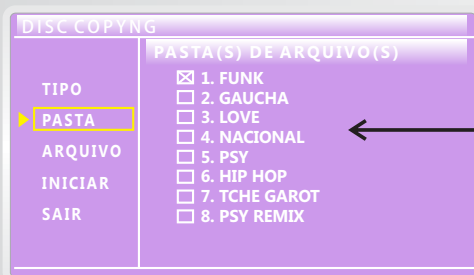 DISC COPYNG
PASTA(S) DE ARQUIVO(S)
TIPO
PASTA
ARQUIVO
INICIAR
SAIR
1. FUNK
2. GAUCHA
3. LOVE
4. NACIONAL
5. PSY
6. HIP HOP
7. TCHE GAROT
8. PSY REMIX